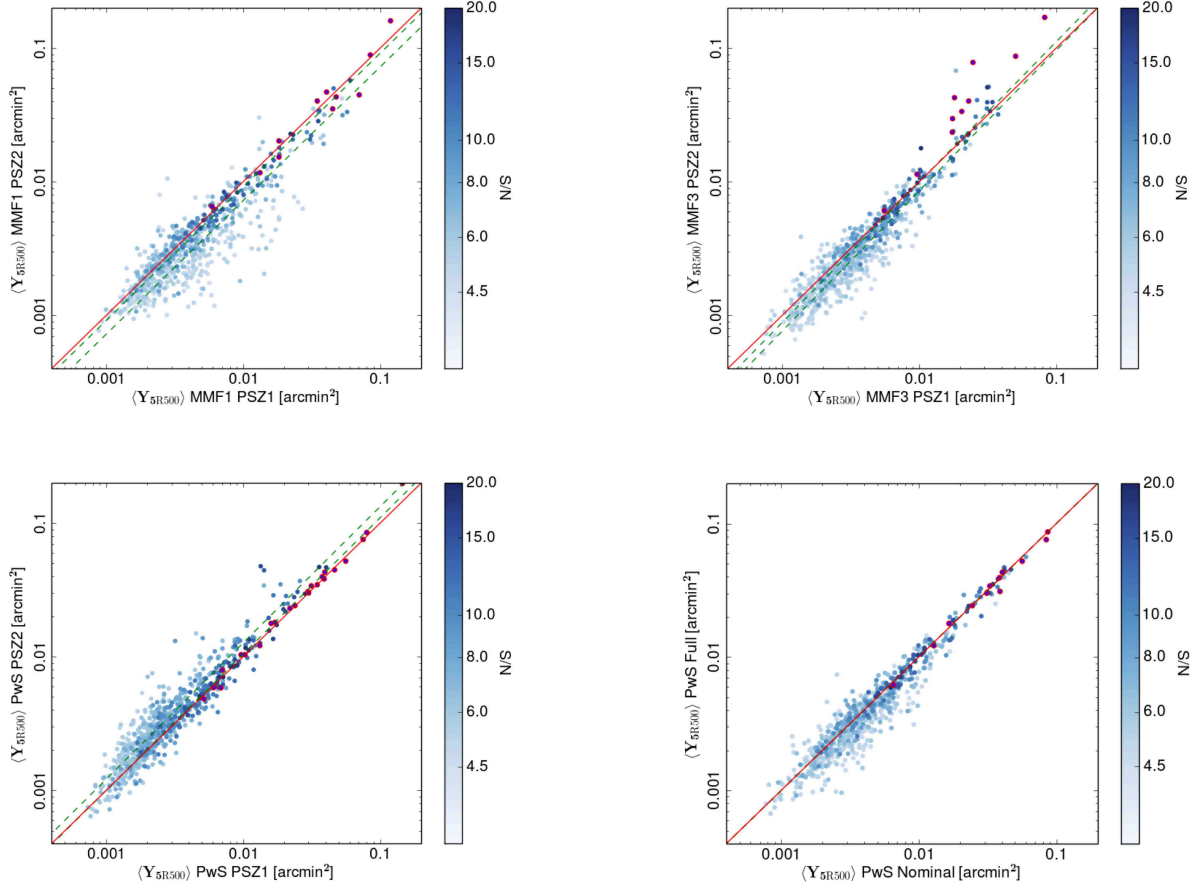 0.1
0.01
0.001
⟨Y5R500⟩ MMF1 PSZ2 [arcmin²]
0.001 0.01 0.1
⟨Y5R500⟩ MMF1 PSZ1 [arcmin²]
20.0
15.0
10.0
8.0
6.0
4.5
S/N
0.1
0.01
0.001
⟨Y5R500⟩ MMF3 PSZ2 [arcmin²]
0.001 0.01 0.1
⟨Y5R500⟩ MMF3 PSZ1 [arcmin²]
20.0
15.0
10.0
8.0
6.0
4.5
S/N
0.1
0.01
0.001
⟨Y5R500⟩ PwS PSZ2 [arcmin²]
0.001 0.01 0.1
⟨Y5R500⟩ PwS PSZ1 [arcmin²]
20.0
15.0
10.0
8.0
6.0
4.5
S/N
0.1
0.01
0.001
⟨Y5R500⟩ PwS Full [arcmin²]
0.001 0.01 0.1
⟨Y5R500⟩ PwS Nominal [arcmin²]
20.0
15.0
10.0
8.0
6.0
4.5
S/N